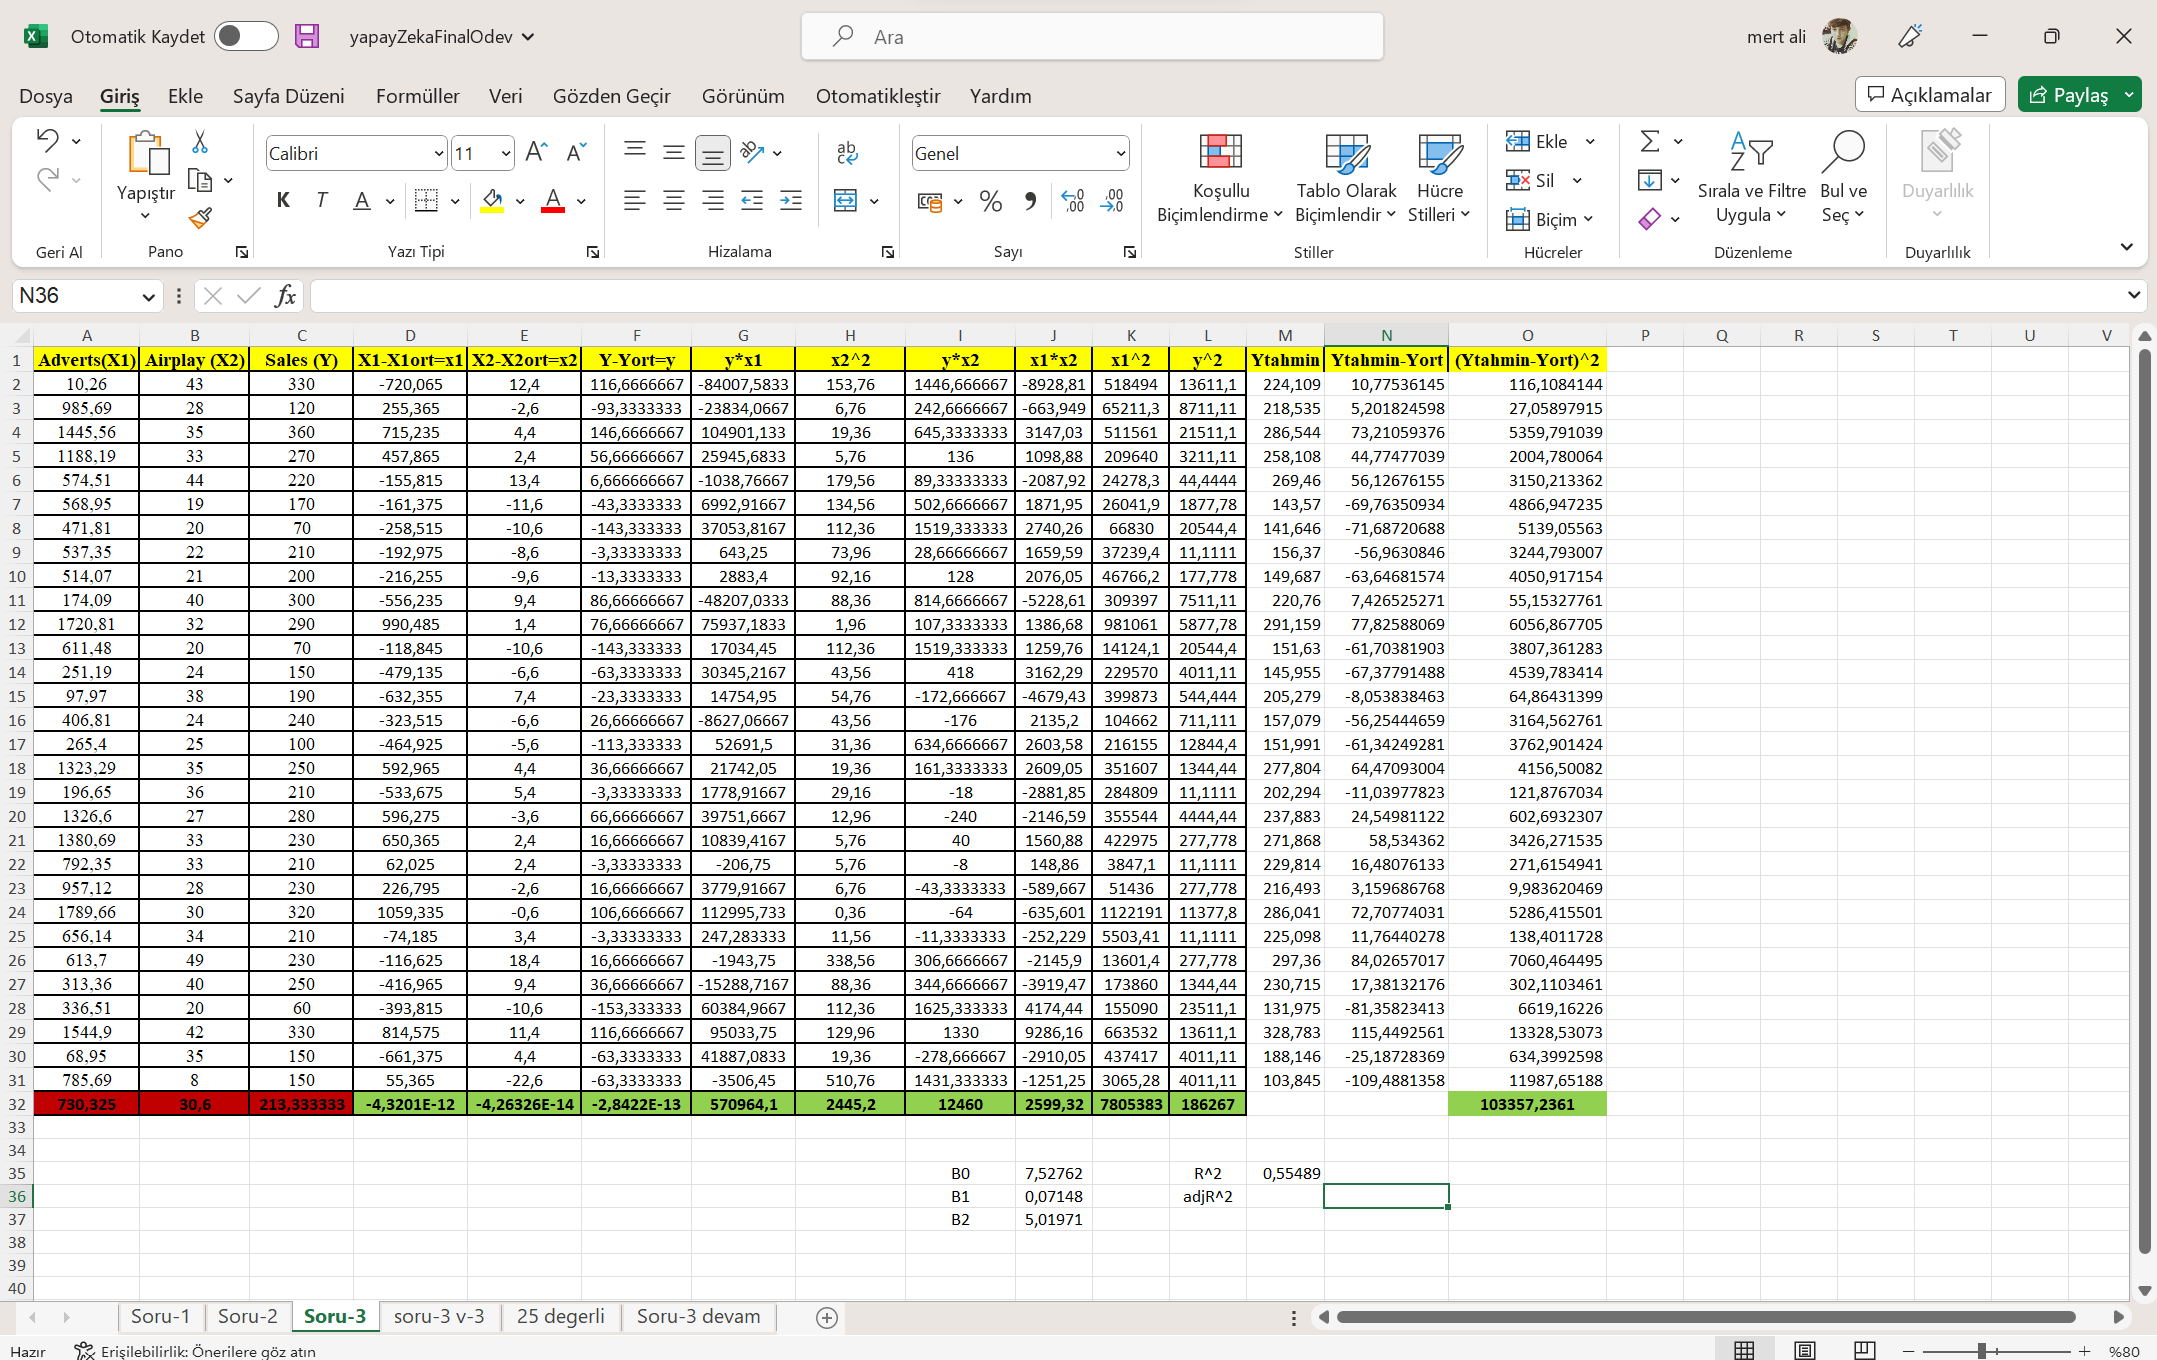 Otomatik Kaydet yapayZekaFinalOdev Ara mert ali
Dosya Giriş Ekle Sayfa Düzeni Formüller Veri Gözden Geçir Görünüm Otomatikleştir Yardım Açıklamalar Paylaş
Yapıştır Calibri 11 Genel Koşullu Biçimlendirme Tablo Olarak Biçimlendir Hücre Stilleri Ekle Sil Biçim Sırala ve Filtre Uygula Bul ve Seç Duyarlılık
K T A
Geri Al Pano Yazı Tipi Hizalama Sayı Stiller Hücreler Düzenleme Duyarlılık
N36 fx
A B C D E F G H I J K L M N O P Q R S T U V
1 Adverts(X1) Airplay (X2) Sales (Y) X1-X1ort=x1 X2-X2ort=x2 Y-Yort=y y*x1 x2^2 y*x2 x1*x2 x1^2 y^2 Ytahmin Ytahmin-Yort (Ytahmin-Yort)^2
2 10,26 43 330 -720,065 12,4 116,6666667 -84007,5833 153,76 1446,666667 -8928,81 518494 13611,1 224,109 10,77536145 116,1084144
3 985,69 28 120 255,365 -2,6 -93,3333333 -23834,0667 6,76 242,6666667 -663,949 65211,3 8711,11 218,535 5,201824598 27,05897915
4 1445,56 35 360 715,235 4,4 146,6666667 104901,133 19,36 645,3333333 3147,03 511561 21511,1 286,544 73,21059376 5359,791039
5 1188,19 33 270 457,865 2,4 56,66666667 25945,6833 5,76 136 1098,88 209640 3211,11 258,108 44,77477039 2004,780064
6 574,51 44 220 -155,815 13,4 6,666666667 -1038,76667 179,56 89,33333333 -2087,92 24278,3 44,4444 269,46 56,12676155 3150,213362
7 568,95 19 170 -161,375 -11,6 -43,3333333 6992,91667 134,56 502,6666667 1871,95 26041,9 1877,78 143,57 -69,76350934 4866,947235
8 471,81 20 70 -258,515 -10,6 -143,333333 37053,8167 112,36 1519,333333 2740,26 66830 20544,4 141,646 -71,68720688 5139,05563
9 537,35 22 210 -192,975 -8,6 -3,33333333 643,25 73,96 28,66666667 1659,59 37239,4 11,1111 156,37 -56,9630846 3244,793007
10 514,07 21 200 -216,255 -9,6 -13,3333333 2883,4 92,16 128 2076,05 46766,2 177,778 149,687 -63,64681574 4050,917154
11 174,09 40 300 -556,235 9,4 86,66666667 -48207,0333 88,36 814,6666667 -5228,61 309397 7511,11 220,76 7,426525271 55,15327761
12 1720,81 32 290 990,485 1,4 76,66666667 75937,1833 1,96 107,3333333 1386,68 981061 5877,78 291,159 77,82588069 6056,867705
13 611,48 20 70 -118,845 -10,6 -143,333333 17034,45 112,36 1519,333333 1259,76 14124,1 20544,4 151,63 -61,70381903 3807,361283
14 251,19 24 150 -479,135 -6,6 -63,3333333 30345,2167 43,56 418 3162,29 229570 4011,11 145,955 -67,37791488 4539,783414
15 97,97 38 190 -632,355 7,4 -23,3333333 14754,95 54,76 -172,666667 -4679,43 399873 544,444 205,279 -8,053838463 64,86431399
16 406,81 24 240 -323,515 -6,6 26,66666667 -8627,06667 43,56 -176 2135,2 104662 711,111 157,079 -56,25444659 3164,562761
17 265,4 25 100 -464,925 -5,6 -113,333333 52691,5 31,36 634,6666667 2603,58 216155 12844,4 151,991 -61,34249281 3762,901424
18 1323,29 35 250 592,965 4,4 36,66666667 21742,05 19,36 161,3333333 2609,05 351607 1344,44 277,804 64,47093004 4156,50082
19 196,65 36 210 -533,675 5,4 -3,33333333 1778,91667 29,16 -18 -2881,85 284809 11,1111 202,294 -11,03977823 121,8767034
20 1326,6 27 280 596,275 -3,6 66,66666667 39751,6667 12,96 -240 -2146,59 355544 4444,44 237,883 24,54981122 602,6932307
21 1380,69 33 230 650,365 2,4 16,66666667 10839,4167 5,76 40 1560,88 422975 277,778 271,868 58,534362 3426,271535
22 792,35 33 210 62,025 2,4 -3,33333333 -206,75 5,76 -8 148,86 3847,1 11,1111 229,814 16,48076133 271,6154941
23 957,12 28 230 226,795 -2,6 16,66666667 3779,91667 6,76 -43,3333333 -589,667 51436 277,778 216,493 3,159686768 9,983620469
24 1789,66 30 320 1059,335 -0,6 106,6666667 112995,733 0,36 -64 -635,601 1122191 11377,8 286,041 72,70774031 5286,415501
25 656,14 34 210 -74,185 3,4 -3,33333333 247,283333 11,56 -11,3333333 -252,229 5503,41 11,1111 225,098 11,76440278 138,4011728
26 613,7 49 230 -116,625 18,4 16,66666667 -1943,75 338,56 306,6666667 -2145,9 13601,4 277,778 297,36 84,02657017 7060,464495
27 313,36 40 250 -416,965 9,4 36,66666667 -15288,7167 88,36 344,6666667 -3919,47 173860 1344,44 230,715 17,38132176 302,1103461
28 336,51 20 60 -393,815 -10,6 -153,333333 60384,9667 112,36 1625,333333 4174,44 155090 23511,1 131,975 -81,35823413 6619,16226
29 1544,9 42 330 814,575 11,4 116,6666667 95033,75 129,96 1330 9286,16 663532 13611,1 328,783 115,4492561 13328,53073
30 68,95 35 150 -661,375 4,4 -63,3333333 41887,0833 19,36 -278,666667 -2910,05 437417 4011,11 188,146 -25,18728369 634,3992598
31 785,69 8 150 55,365 -22,6 -63,3333333 -3506,45 510,76 1431,333333 -1251,25 3065,28 4011,11 103,845 -109,4881358 11987,65188
32 730,325 30,6 213,333333 -4,3201E-12 -4,26326E-14 -2,8422E-13 570964,1 2445,2 12460 2599,32 7805383 186267 103357,2361
33
34
35 B0 7,52762 R^2 0,55489
36 B1 0,07148 adjR^2
37 B2 5,01971
38
39
40
Soru-1 Soru-2 Soru-3 soru-3 v-3 25 degerli Soru-3 devam
Hazır Erişilebilirlik: Önerilere göz atın %80